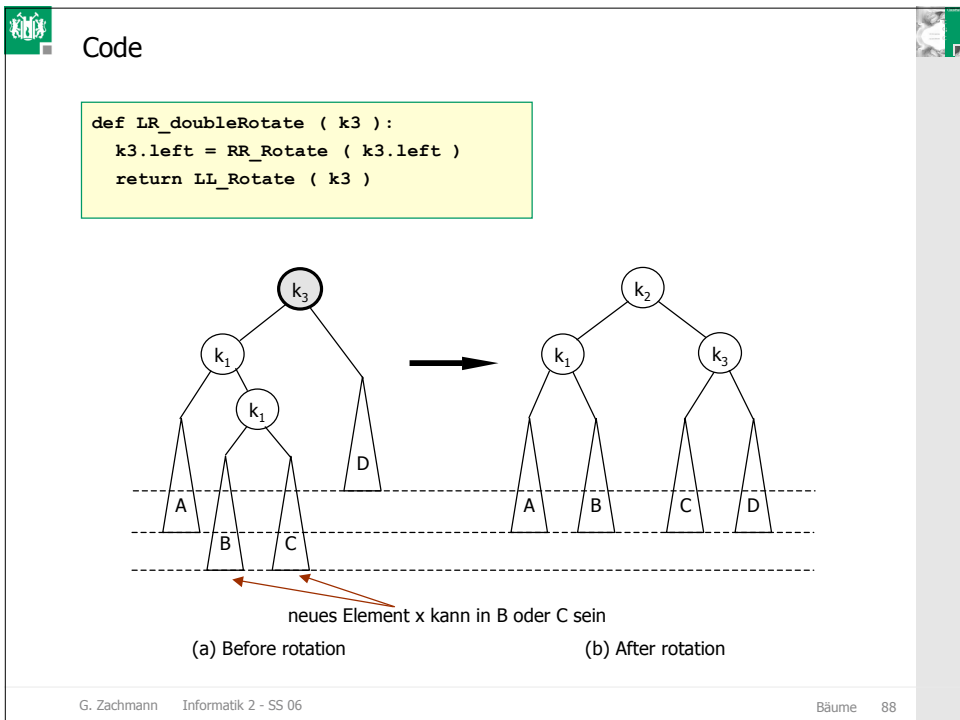 Code
def LR_doubleRotate ( k3 ):
k3.left = RR_Rotate ( k3.left )
return LL_Rotate ( k3 )
k3
k2
k1
k1
k3
k1
D
A
B
C
A
B
C
D
neues Element x kann in B oder C sein
(a) Before rotation
(b) After rotation
G. Zachmann Informatik 2 - SS 06
Bäume 88